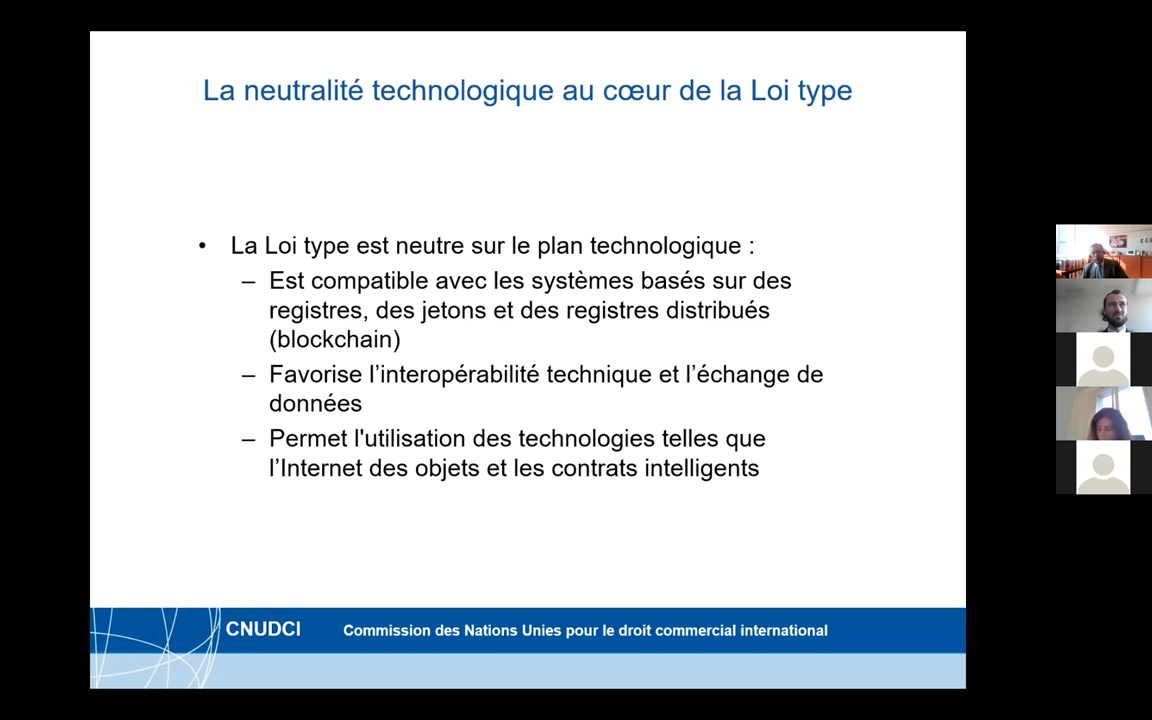 La neutralité technologique au cœur de la Loi type
• La Loi type est neutre sur le plan technologique :
– Est compatible avec les systèmes basés sur des
registres, des jetons et des registres distribués
(blockchain)
– Favorise l’interopérabilité technique et l’échange de
données
– Permet l'utilisation des technologies telles que
l’Internet des objets et les contrats intelligents
CNUDCI Commission des Nations Unies pour le droit commercial international